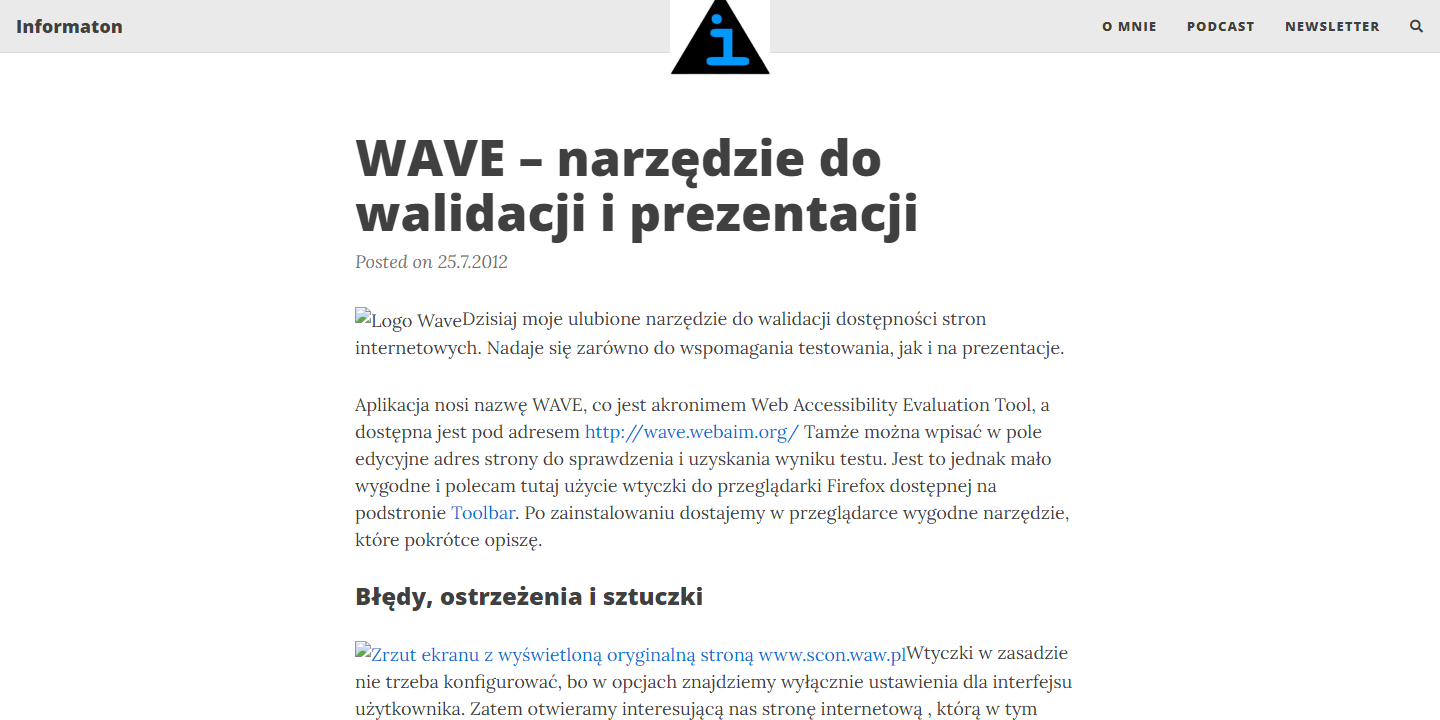 Informaton
i
O MNIE
PODCAST
NEWSLETTER
WAVE – narzędzie do
walidacji i prezentacji
Posted on 25.7.2012
Logo WaveDzisiaj moje ulubione narzędzie do walidacji dostępności stron
internetowych. Nadaje się zarówno do wspomagania testowania, jak i na prezentacje.
Aplikacja nosi nazwę WAVE, co jest akronimem Web Accessibility Evaluation Tool, a
dostępna jest pod adresem http://wave.webaim.org/ Tamże można wpisać w pole
edycyjne adres strony do sprawdzenia i uzyskania wyniku testu. Jest to jednak mało
wygodne i polecam tutaj użycie wtyczki do przeglądarki Firefox dostępnej na
podstronie Toolbar. Po zainstalowaniu dostajemy w przeglądarce wygodne narzędzie,
które pokrótce opiszę.
Błędy, ostrzeżenia i sztuczki
Zrzut ekranu z wyświetloną oryginalną stroną www.scon.waw.plWtyczki w zasadzie
nie trzeba konfigurować, bo w opcjach znajdziemy wyłącznie ustawienia dla interfejsu
użytkownika. Zatem otwieramy interesującą nas stronę internetową , którą w tym